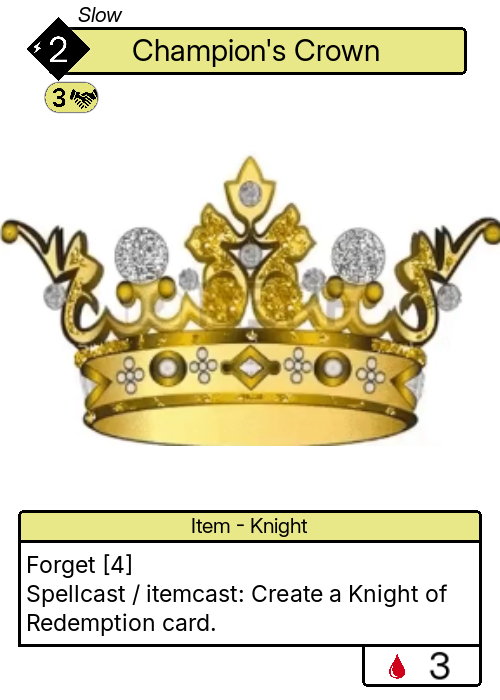 Slow
2
Champion's Crown
3
Item - Knight
Forget [4]
Spellcast / itemcast: Create a Knight of
Redemption card.
3